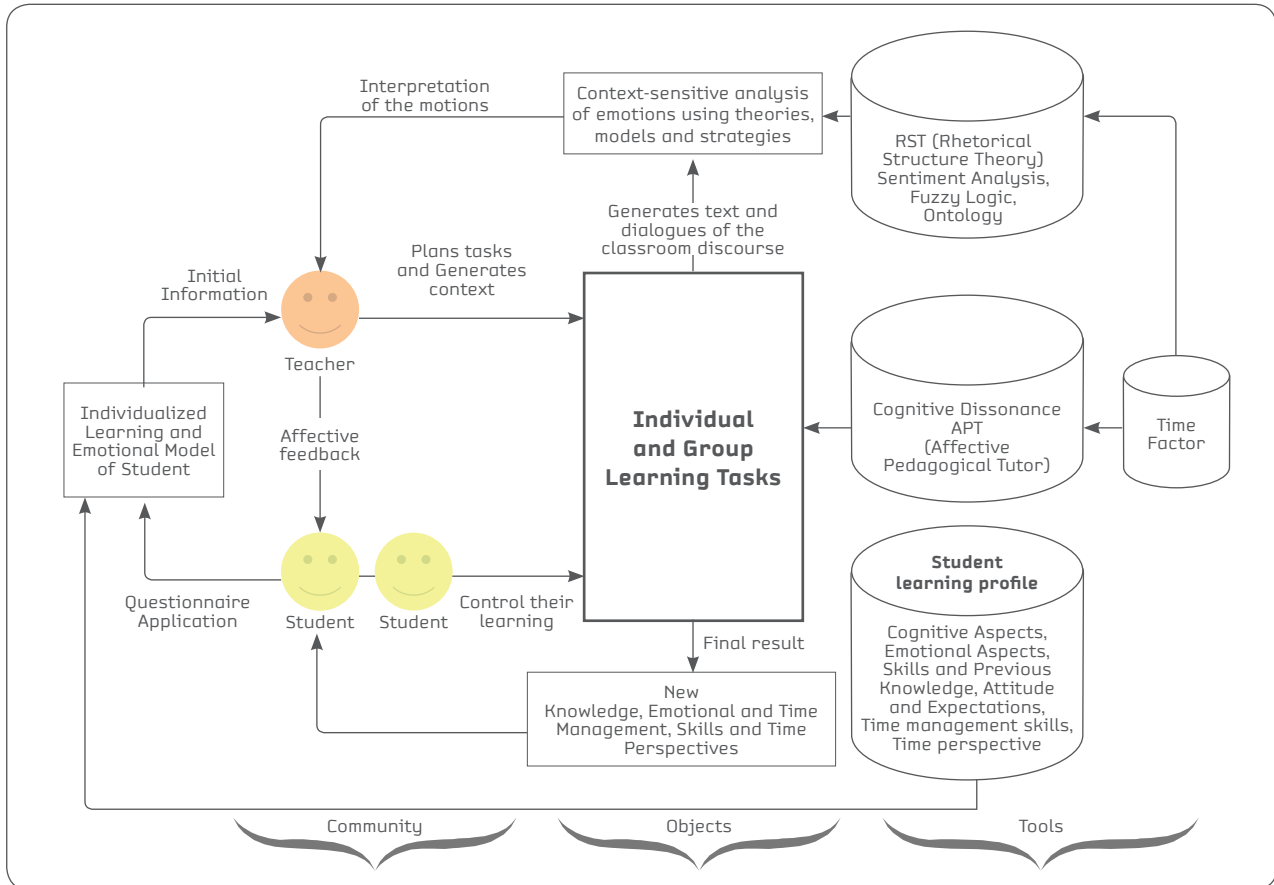 Interpretation
of the motions
Context-sensitive analysis
of emotions using theories,
models and strategies
RST (Rhetorical
Structure Theory)
Sentiment Analysis,
Fuzzy Logic,
Ontology
Generates text and
dialogues of the
classroom discourse
Plans tasks
and Generates
context
Initial
Information
Teacher
Individualized
Learning and
Emotional Model
of Student
Affective
feedback
Individual
and Group
Learning Tasks
Cognitive Dissonance
APT
(Affective
Pedagogical Tutor)
Time
Factor
Questionnaire
Application
Student
Student
Control their
learning
Final result
New
Knowledge, Emotional and Time
Management, Skills and Time
Perspectives
Student
learning profile
Cognitive Aspects,
Emotional Aspects,
Skills and Previous
Knowledge, Attitude
and Expectations,
Time management skills,
Time perspective
Community
Objects
Tools